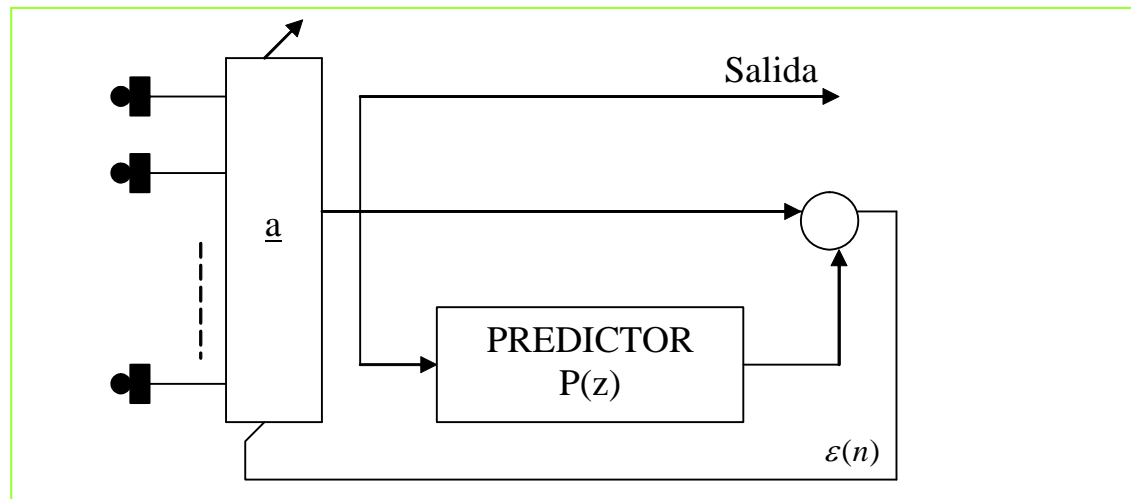 Salida
a
PREDICTOR
P(z)
ε(n)